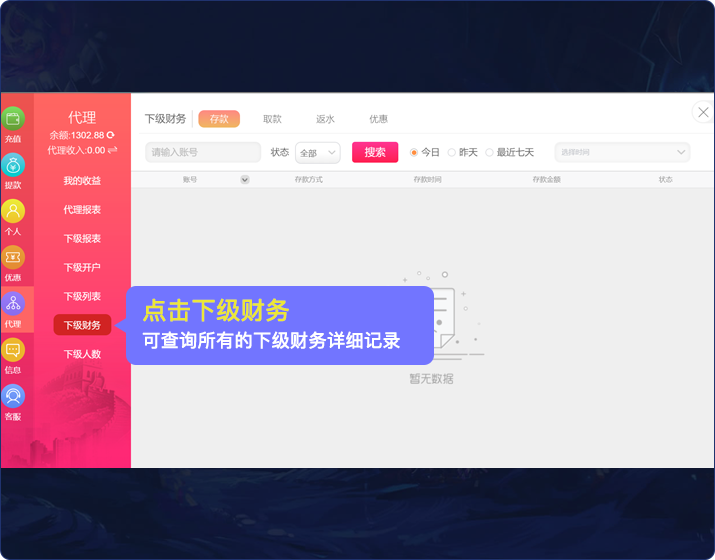 充值
提款
个人
优惠
代理
信息
客服
代理
余额:1302.88
代理收入:0.00
我的收益
代理报表
下级报表
下级开户
下级列表
下级财务
下级人数
下级财务 存款 取款 返水 优惠
请输入账号 状态 全部 搜索 今日 昨天 最近七天 选择时间
账号 存款方式 存款时间 存款金额 状态
点击下级财务
可查询所有的下级财务详细记录
暂无数据